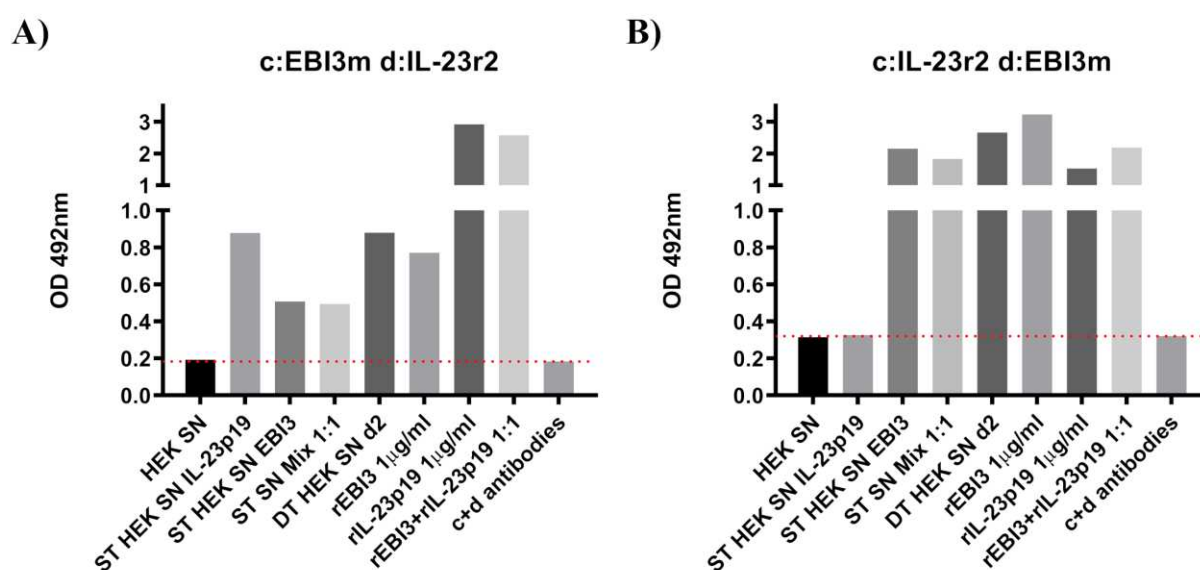 A)
c:EBI3m d:IL-23r2
OD 492nm
3
2
1
1.0
0.8
0.6
0.4
0.2
0.0
HEK SN
ST HEK SN IL-23p19
ST HEK SN EBI3
ST SN Mix 1:1
DT HEK SN d2
rEBI3 1μg/ml
rIL-23p19 1μg/ml
rEBI3+rIL-23p19 1:1
c+d antibodies
B)
c:IL-23r2 d:EBI3m
OD 492nm
3
2
1
1.0
0.8
0.6
0.4
0.2
0.0
HEK SN
ST HEK SN IL-23p19
ST HEK SN EBI3
ST SN Mix 1:1
DT HEK SN d2
rEBI3 1μg/ml
rIL-23p19 1μg/ml
rEBI3+rIL-23p19 1:1
c+d antibodies